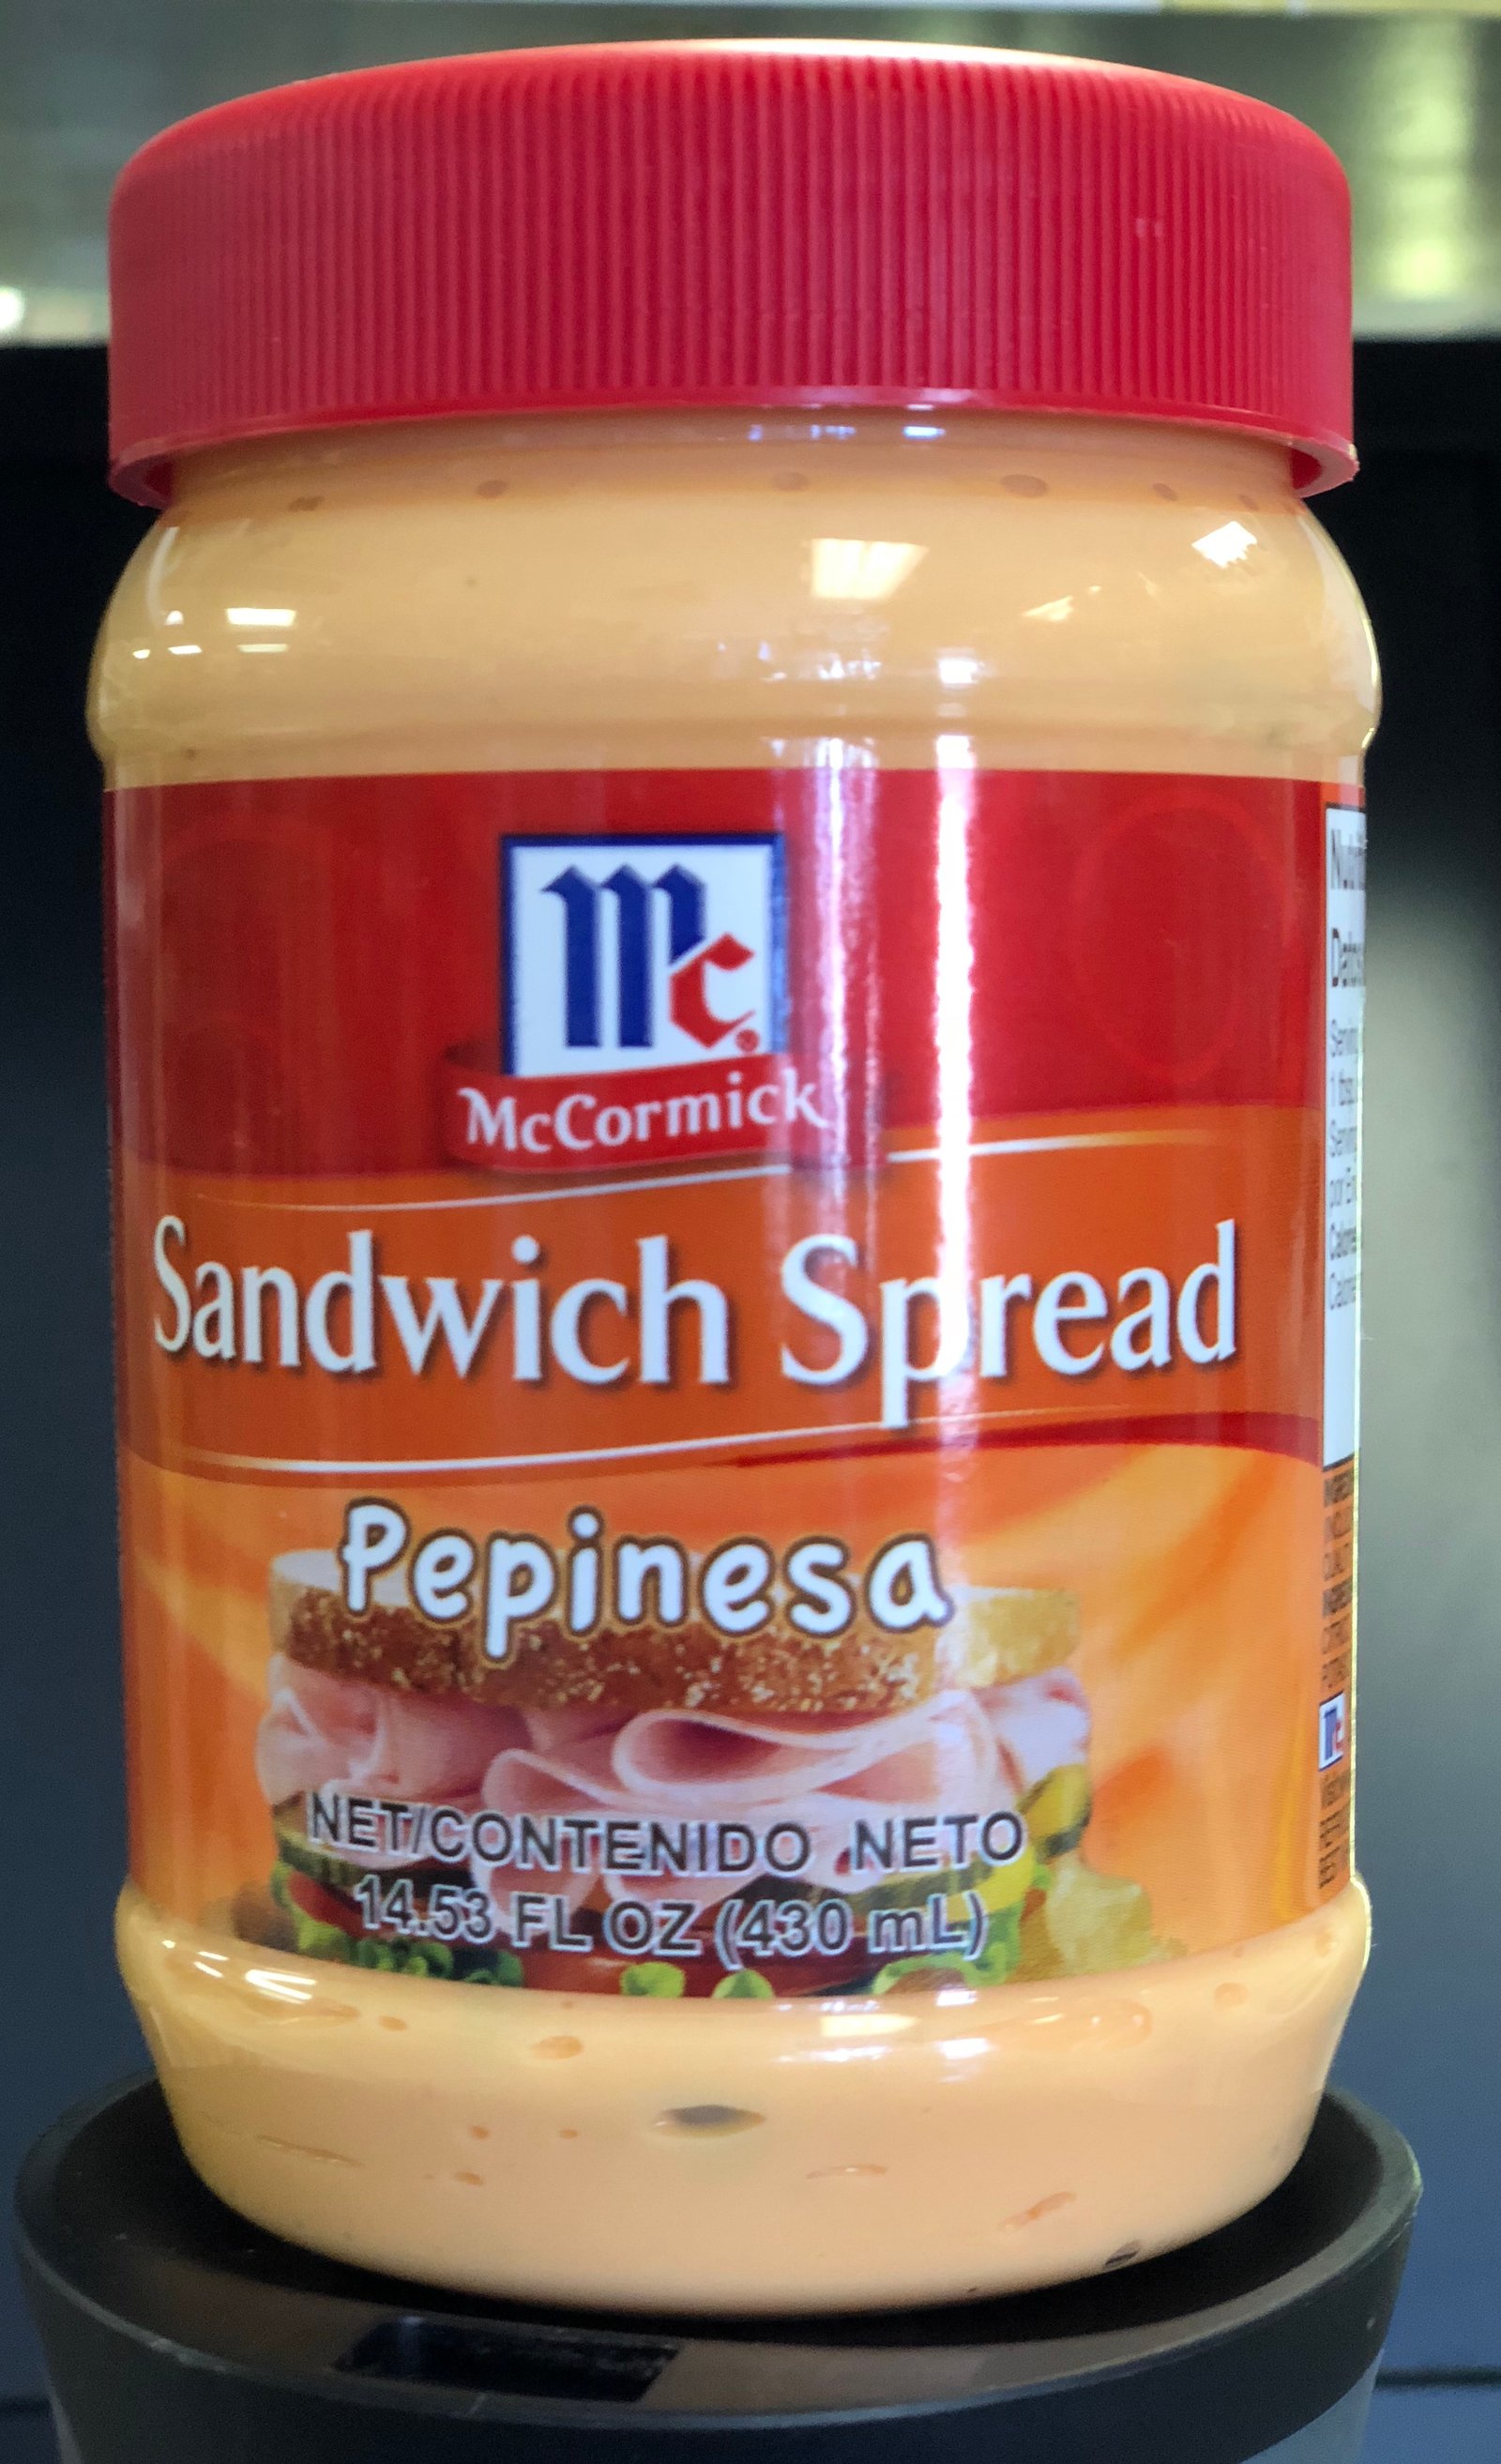 Mc®
McCormick
Sandwich Spread
Pepinesa
NET/CONTENIDO NETO
14.53 FL OZ (430 mL)